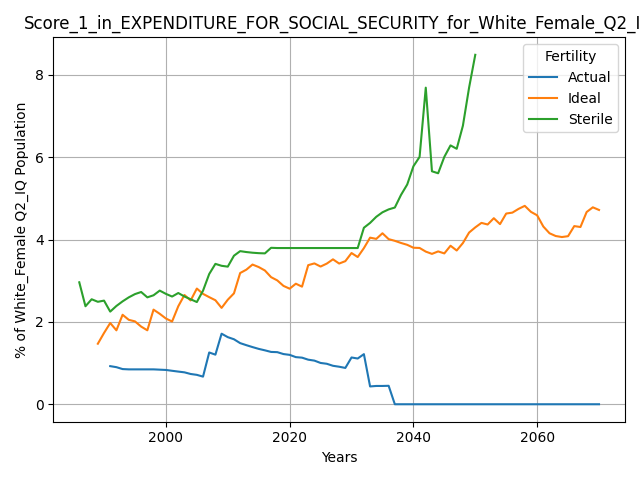 Score_1_in_EXPENDITURE_FOR_SOCIAL_SECURITY_for_White_Female_Q2_I
Fertility
Actual
Ideal
Sterile
% of White_Female Q2_IQ Population
8
6
4
2
0
2000 2020 2040 2060
Years